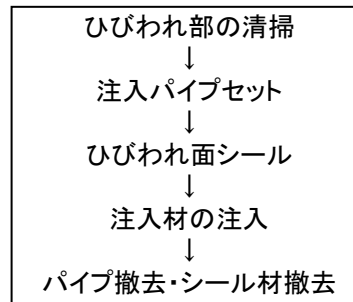 ひびわれ部の清掃
↓
注入パイプセット
↓
ひびわれ面シール
↓
注入材の注入
↓
パイプ撤去・シール材撤去